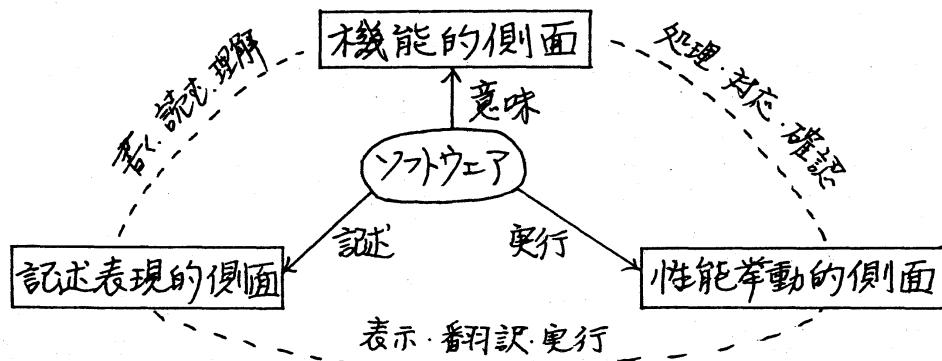 機能的側面
書く・読む・理解
処理・対応・確認
意味
ソフトウェア
記述
実行
記述表現的側面
性能挙動的側面
表示・翻訳・実行